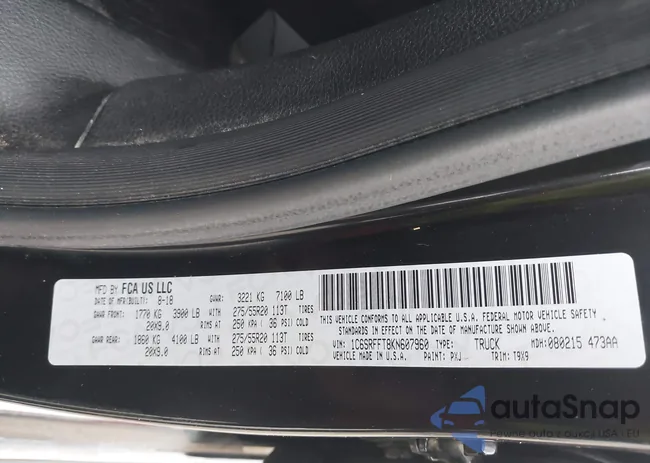 MFD BY FCA US LLC
DATE OF MFR(BUILT): 8-18 GVWR: 3221 KG 7100 LB
GAWR FRONT: 1770 KG 3900 LB 275/55R20 113T TIRES
20X9.0 RIMS AT 250 KPA ( 36 PSI) COLD
GAWR REAR: 1860 KG 4100 LB 275/55R20 113T TIRES
20X9.0 RIMS AT 250 KPA ( 36 PSI) COLD
THIS VEHICLE CONFORMS TO ALL APPLICABLE U.S.A. FEDERAL MOTOR VEHICLE SAFETY
STANDARDS IN EFFECT ON THE DATE OF MANUFACTURE SHOWN ABOVE.
VIN: 1C6SRFFT8KN607960 TYPE: TRUCK MDH: 080215 473AA
VEHICLE MADE IN U.S.A. PAINT: PXJ TRIM: T9X9
autoSnap